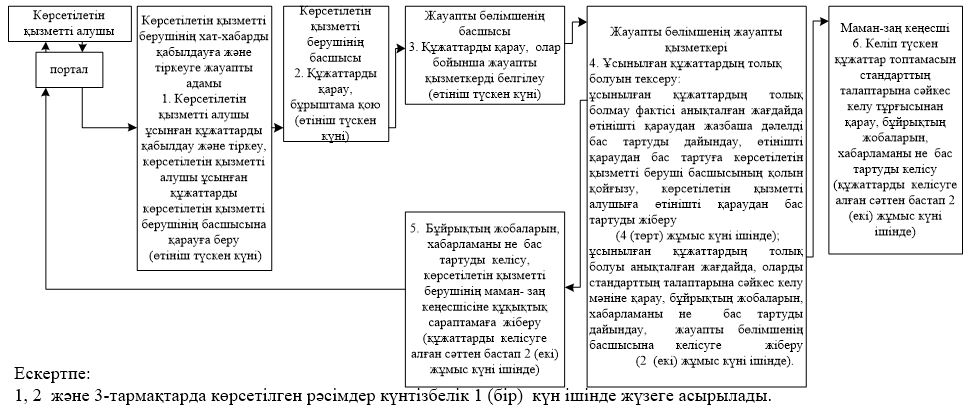 Көрсетілетін
қызметті алушы
портал
Көрсетілетін қызметті
берушінің хат-хабарды
қабылдауға және
тіркеуге жауапты
адамы
1. Көрсетілетін
қызметті алушы
ұсынған құжаттарды
қабылдау және тіркеу,
көрсетілетін қызметті
алушы ұсынған
құжаттарды
көрсетілетін қызметті
берушінің басшысына
қарауға беру
(өтініш түскен күні)
Көрсетілетін
қызметті
берушінің
басшысы
2. Құжаттарды
қарау,
бұрыштама қою
(өтініш түскен
күні)
Жауапты бөлімшенің
басшысы
3. Құжаттарды қарау, олар
бойынша жауапты
қызметкерді белгілеу
(өтініш түскен күні)
Жауапты бөлімшенің жауапты
қызметкері
4. Ұсынылған құжаттардың толық
болуын тексеру:
ұсынылған құжаттардың толық
болмау фактісі анықталған жағдайда
өтінішті қараудан жазбаша дәлелді
бас тартуды дайындау, өтінішті
қараудан бас тартуға көрсетілетін
қызметті беруші басшысының қолын
қойғызу, көрсетілетін қызметті
алушыға өтінішті қараудан бас
тартуды жіберу
(4 (төрт) жұмыс күні ішінде);
ұсынылған құжаттардың толық
болуы анықталған жағдайда, оларды
стандарттың талаптарына сәйкес келу
мәніне қарау, бұйрықтың жобаларын,
хабарламаны не бас тартуды
дайындау, жауапты бөлімшенің
басшысына келісуге жіберу
(2 (екі) жұмыс күні ішінде).
5. Бұйрықтың жобаларын,
хабарламаны не бас
тартуды келісу,
көрсетілетін қызметті
берушінің маман- заң
кеңесшісіне құқықтық
сараптамаға жіберу
(құжаттарды келісуге
алған сәттен бастап 2 (екі)
жұмыс күні ішінде)
Маман-заң кеңесші
6. Келіп түскен
құжаттар топтамасын
стандарттың
талаптарына сәйкес
келу тұрғысынан
қарау, бұйрықтың
жобаларын,
хабарламаны не бас
тартуды келісу
(құжаттарды келісуге
алған сәттен бастап 2
(екі) жұмыс күні
ішінде)
Ескертпе:
1, 2 және 3-тармақтарда көрсетілген рәсімдер күнтізбелік 1 (бір) күн ішінде жүзеге асырылады.